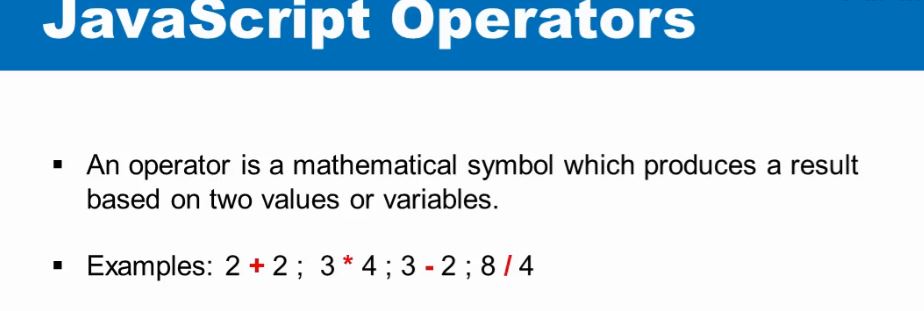 JavaScript Operators
▪ An operator is a mathematical symbol which produces a result
based on two values or variables.
▪ Examples: 2 + 2 ; 3 * 4 ; 3 - 2 ; 8 / 4